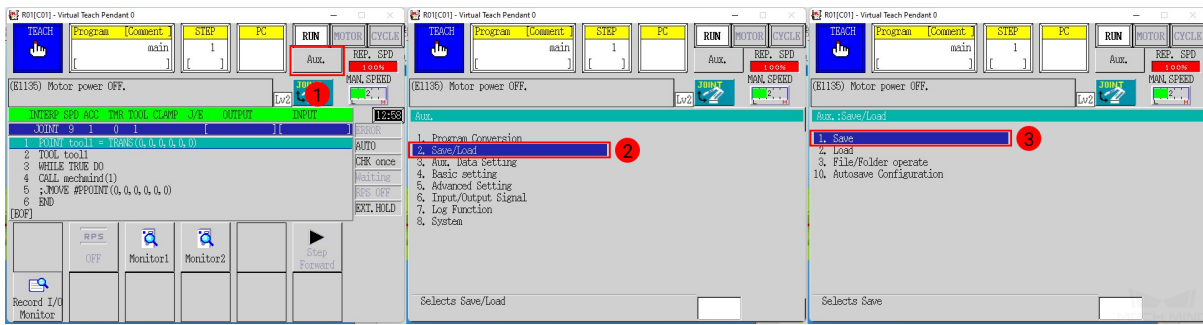 R01[C01] - Virtual Teach Pendant 0
TEACH
Program [Comment ]
main
[ ]
STEP
1
[ ]
PC
RUN
MOTOR
CYCLE
Aux.
REP. SPD
100%
(E1135) Motor power OFF.
Lv2
JOINT
MAN. SPEED
2
H
1
INTERP SPD ACC TMR TOOL CLAMP J/E OUTPUT INPUT
12:58
JOINT 9 1 0 1 [ ][ ]
ERROR
1 POINT tool1 = TRANS(0,0,0,0,0,0)
AUTO
2 TOOL tool1
3 WHILE TRUE DO
CHK once
4 CALL mechmind(1)
Waiting
5 ;JMOVE #PPOINT(0,0,0,0,0,0)
RPS OFF
6 END
EXT. HOLD
[EOF]
RPS
OFF
Monitor1
Monitor2
Step
Forward
Record I/O
Monitor
R01[C01] - Virtual Teach Pendant 0
TEACH
Program [Comment ]
main
[ ]
STEP
1
[ ]
PC
RUN
MOTOR
CYCLE
Aux.
REP. SPD
100%
(E1135) Motor power OFF.
Lv2
JOINT
MAN. SPEED
2
H
Aux.
1. Program Conversion
2. Save/Load
2
3. Aux. Data Setting
4. Basic setting
5. Advanced Setting
6. Input/Output Signal
7. Log Function
8. System
Selects Save/Load
R01[C01] - Virtual Teach Pendant 0
TEACH
Program [Comment ]
main
[ ]
STEP
1
[ ]
PC
RUN
MOTOR
CYCLE
Aux.
REP. SPD
100%
(E1135) Motor power OFF.
Lv2
JOINT
MAN. SPEED
2
H
Aux.:Save/Load
1. Save
3
2. Load
3. File/Folder operate
10. Autosave Configuration
Selects Save